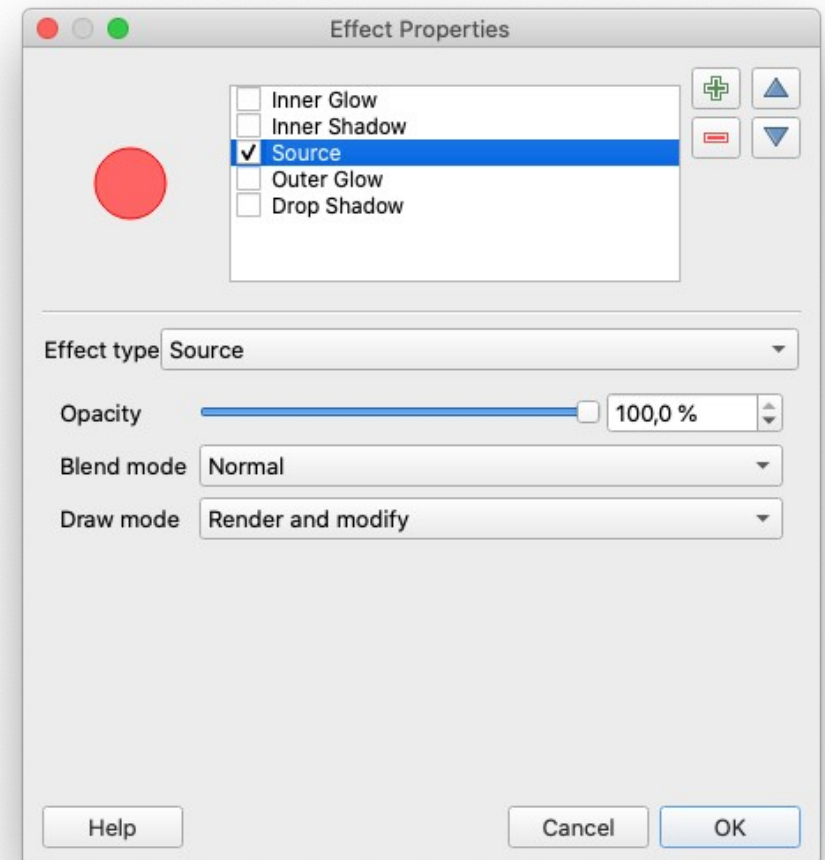 Effect Properties
Inner Glow
Inner Shadow
Source
Outer Glow
Drop Shadow
Effect type Source
Opacity 100,0 %
Blend mode Normal
Draw mode Render and modify
Help Cancel OK